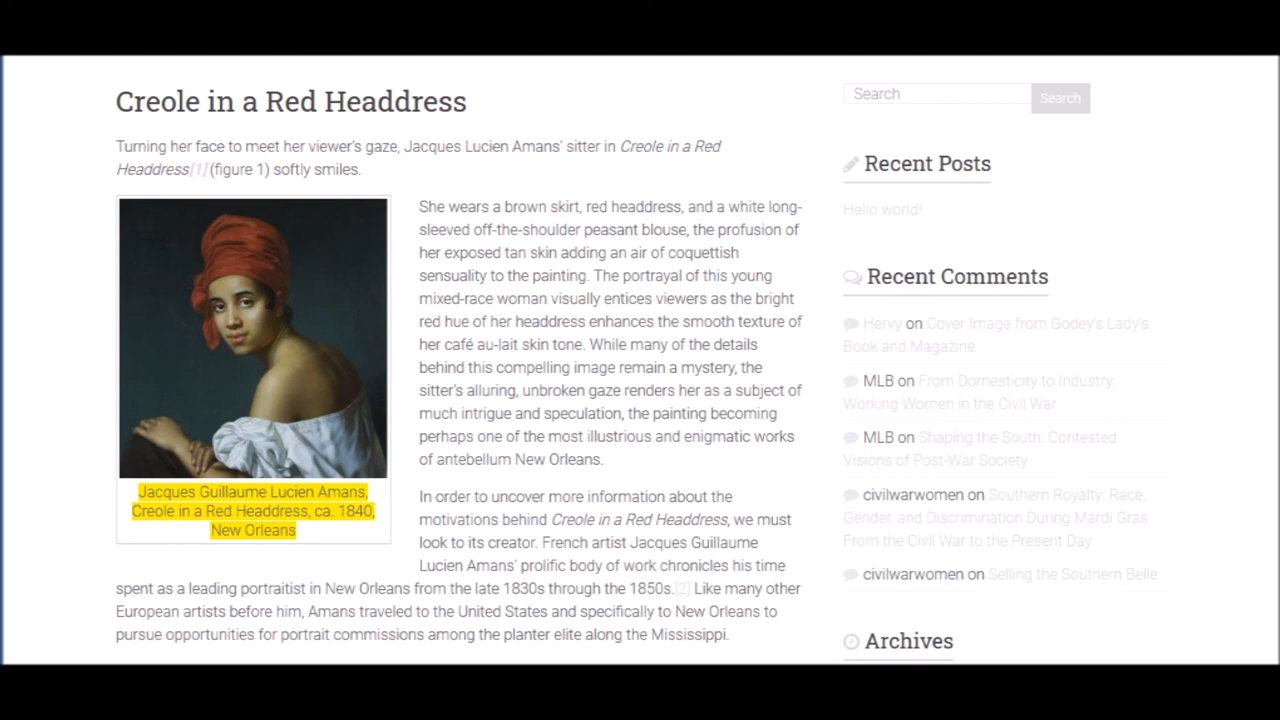 Creole in a Red Headdress
Turning her face to meet her viewer's gaze, Jacques Lucien Amans' sitter in Creole in a Red
Headdress[1] (figure 1) softly smiles.
She wears a brown skirt, red headdress, and a white long-
sleeved off-the-shoulder peasant blouse, the profusion of
her exposed tan skin adding an air of coquettish
sensuality to the painting. The portrayal of this young
mixed-race woman visually entices viewers as the bright
red hue of her headdress enhances the smooth texture of
her café au-lait skin tone. While many of the details
behind this compelling image remain a mystery, the
sitter's alluring, unbroken gaze renders her as a subject of
much intrigue and speculation, the painting becoming
perhaps one of the most illustrious and enigmatic works
of antebellum New Orleans.
Jacques Guillaume Lucien Amans,
Creole in a Red Headdress, ca. 1840,
New Orleans
In order to uncover more information about the
motivations behind Creole in a Red Headdress, we must
look to its creator. French artist Jacques Guillaume
Lucien Amans' prolific body of work chronicles his time
spent as a leading portraitist in New Orleans from the late 1830s through the 1850s.[2] Like many other
European artists before him, Amans traveled to the United States and specifically to New Orleans to
pursue opportunities for portrait commissions among the planter elite along the Mississippi.
Search
Search
Recent Posts
Hello world!
Recent Comments
Hervy on Cover Image from Godey's Lady's
Book and Magazine
MLB on From Domesticity to Industry:
Working Women in the Civil War
MLB on Shaping the South: Contested
Visions of Post-War Society
civilwarwomen on Southern Royalty: Race,
Gender, and Discrimination During Mardi Gras
From the Civil War to the Present Day
civilwarwomen on Selling the Southern Belle
Archives